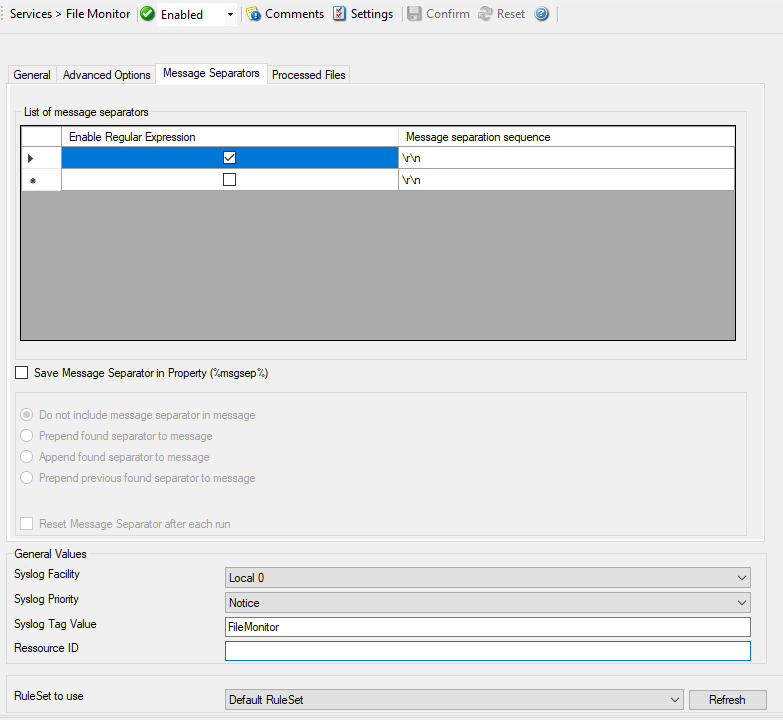 Services > File Monitor Enabled Comments Settings Confirm Reset ?
General Advanced Options Message Separators Processed Files
List of message separators
Enable Regular Expression Message separation sequence
\r\n
\r\n
Save Message Separator in Property (%msgsep%)
Do not include message separator in message
Prepend found separator to message
Append found separator to message
Prepend previous found separator to message
Reset Message Separator after each run
General Values
Syslog Facility Local 0
Syslog Priority Notice
Syslog Tag Value FileMonitor
Ressource ID
RuleSet to use Default RuleSet Refresh